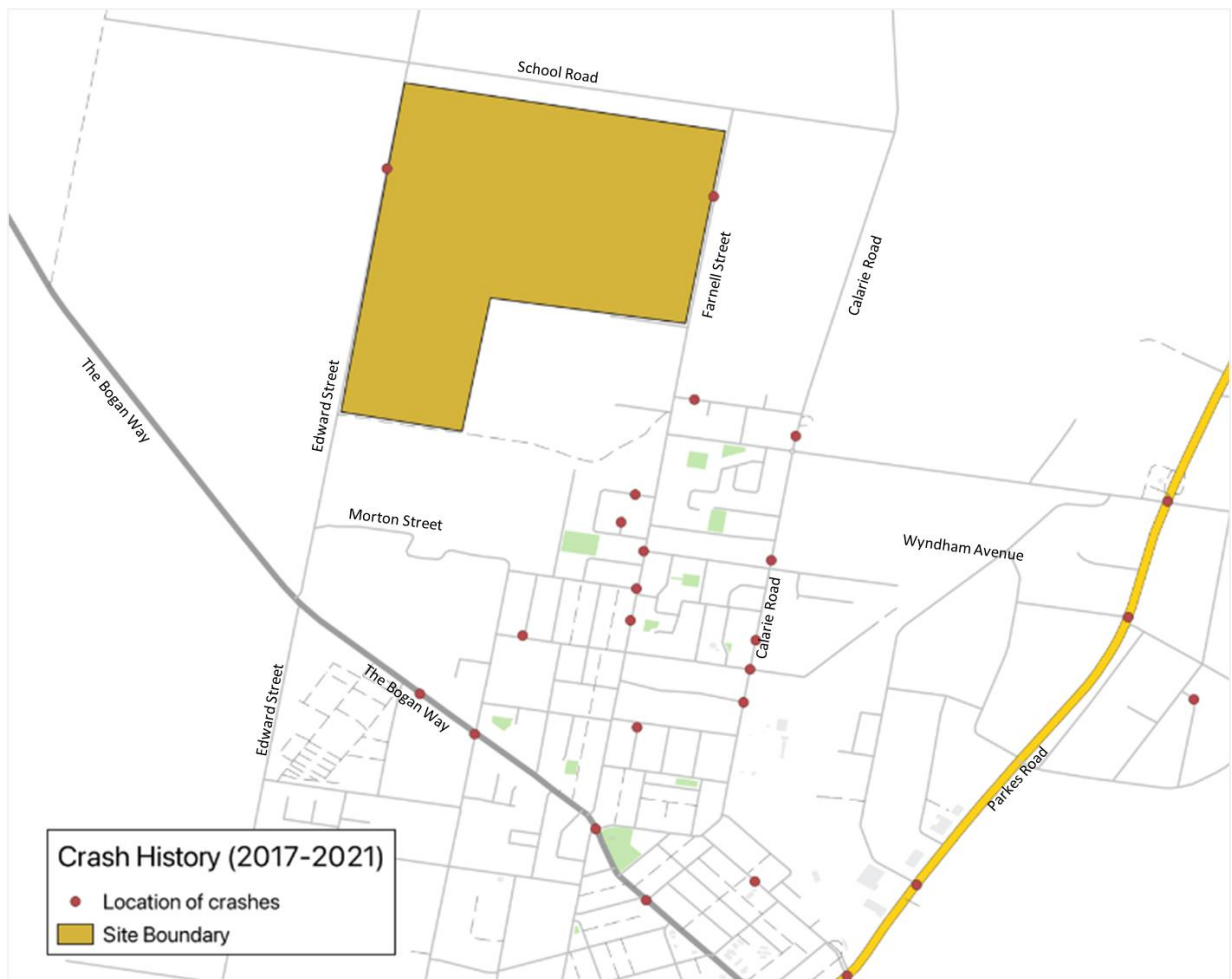 School Road
Farnell Street
Calarie Road
The Bogan Way
Edward Street
Morton Street
Wyndham Avenue
Calarie Road
The Bogan Way
Edward Street
Parkes Road
Crash History (2017-2021)
Location of crashes
Site Boundary